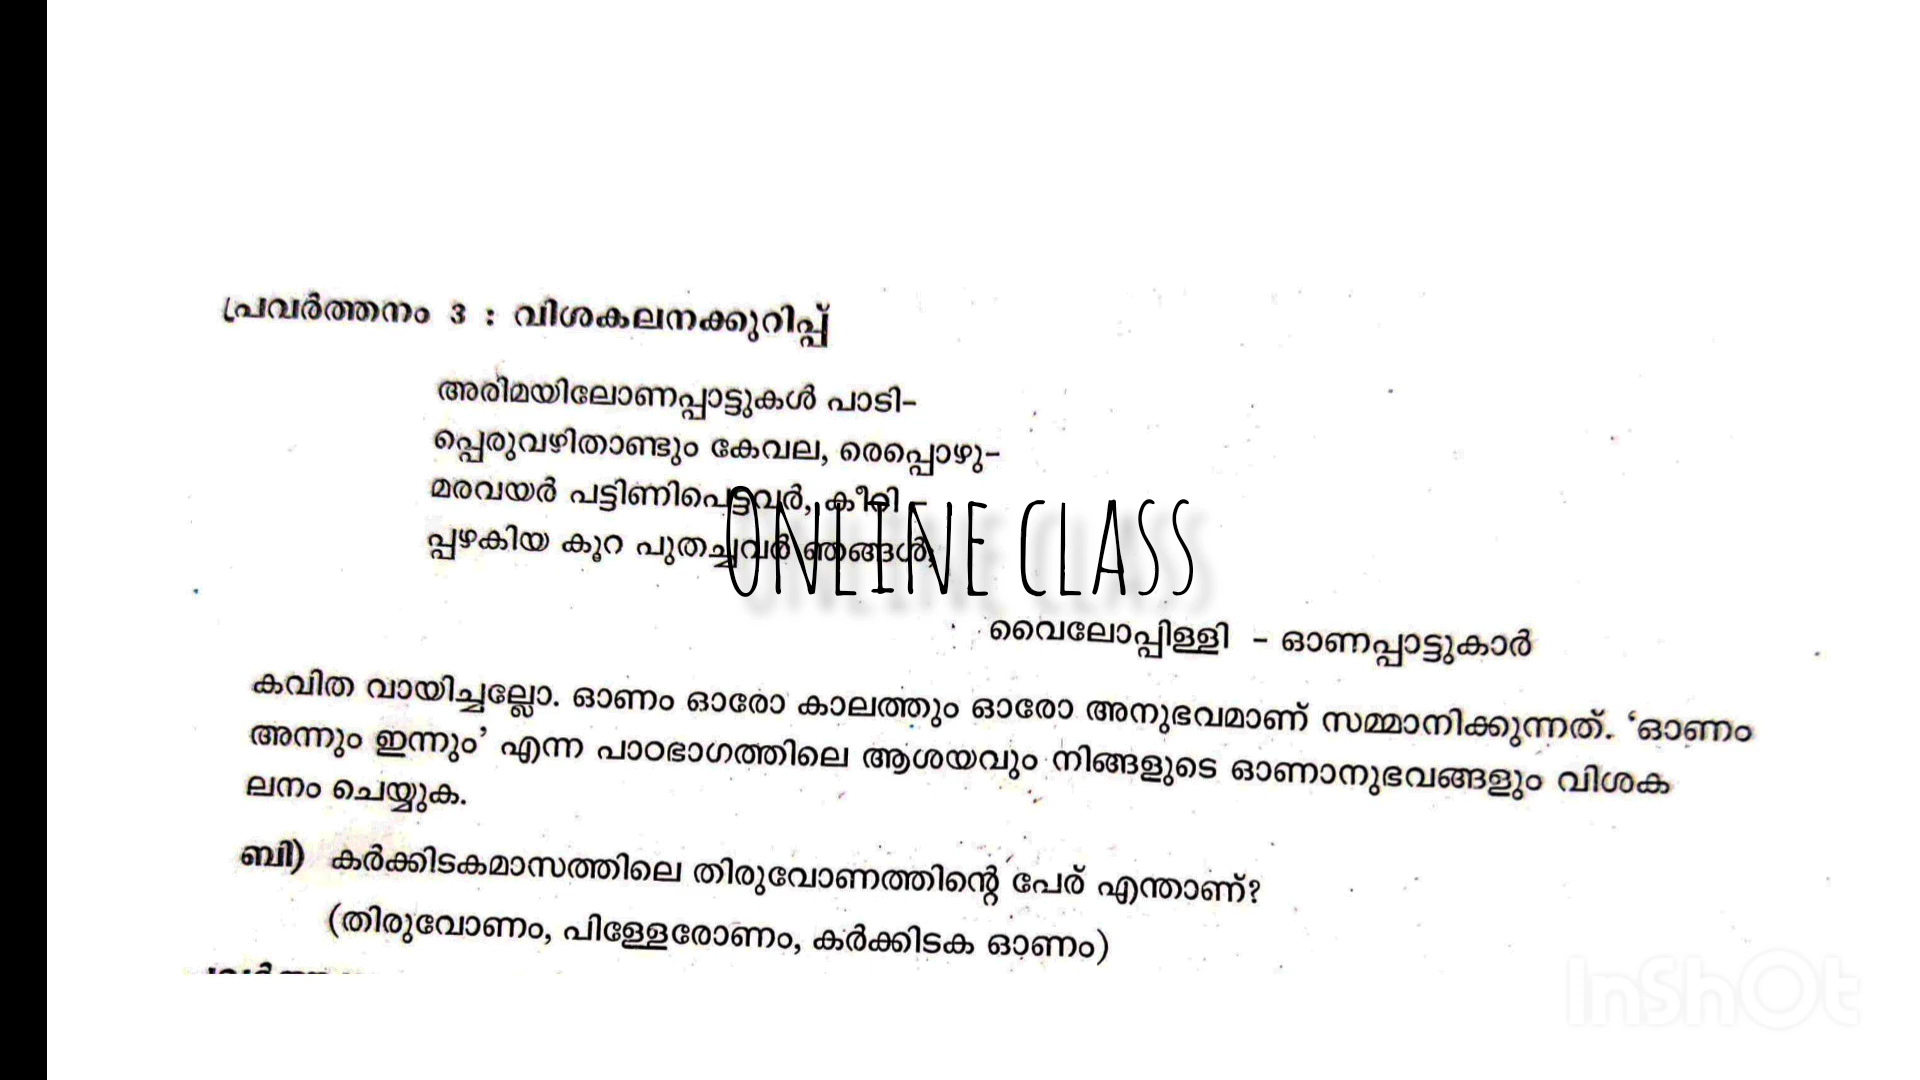 പ്രവർത്തനം 3 : വിശകലനക്കുറിപ്പ്
അരിമയിലോണപ്പാട്ടുകൾ പാടി-
പ്പെരുവഴിതാണ്ടും കേവല, രെപ്പൊഴു-
മരവയർ പട്ടിണിപെട്ടവർ, കീറി -
പ്പഴകിയ കൂറ പുതച്ചവർ ഞങ്ങൾ;
ONLINE CLASS
വൈലോപ്പിള്ളി - ഓണപ്പാട്ടുകാർ
കവിത വായിച്ചല്ലോ. ഓണം ഓരോ കാലത്തും ഓരോ അനുഭവമാണ് സമ്മാനിക്കുന്നത്. ‘ഓണം
അന്നും ഇന്നും’ എന്ന പാഠഭാഗത്തിലെ ആശയവും നിങ്ങളുടെ ഓണാനുഭവങ്ങളും വിശക
ലനം ചെയ്യുക.
ബി) കർക്കിടകമാസത്തിലെ തിരുവോണത്തിന്റെ പേര് എന്താണ്?
(തിരുവോണം, പിള്ളേരോണം, കർക്കിടക ഓണം)
InShOt